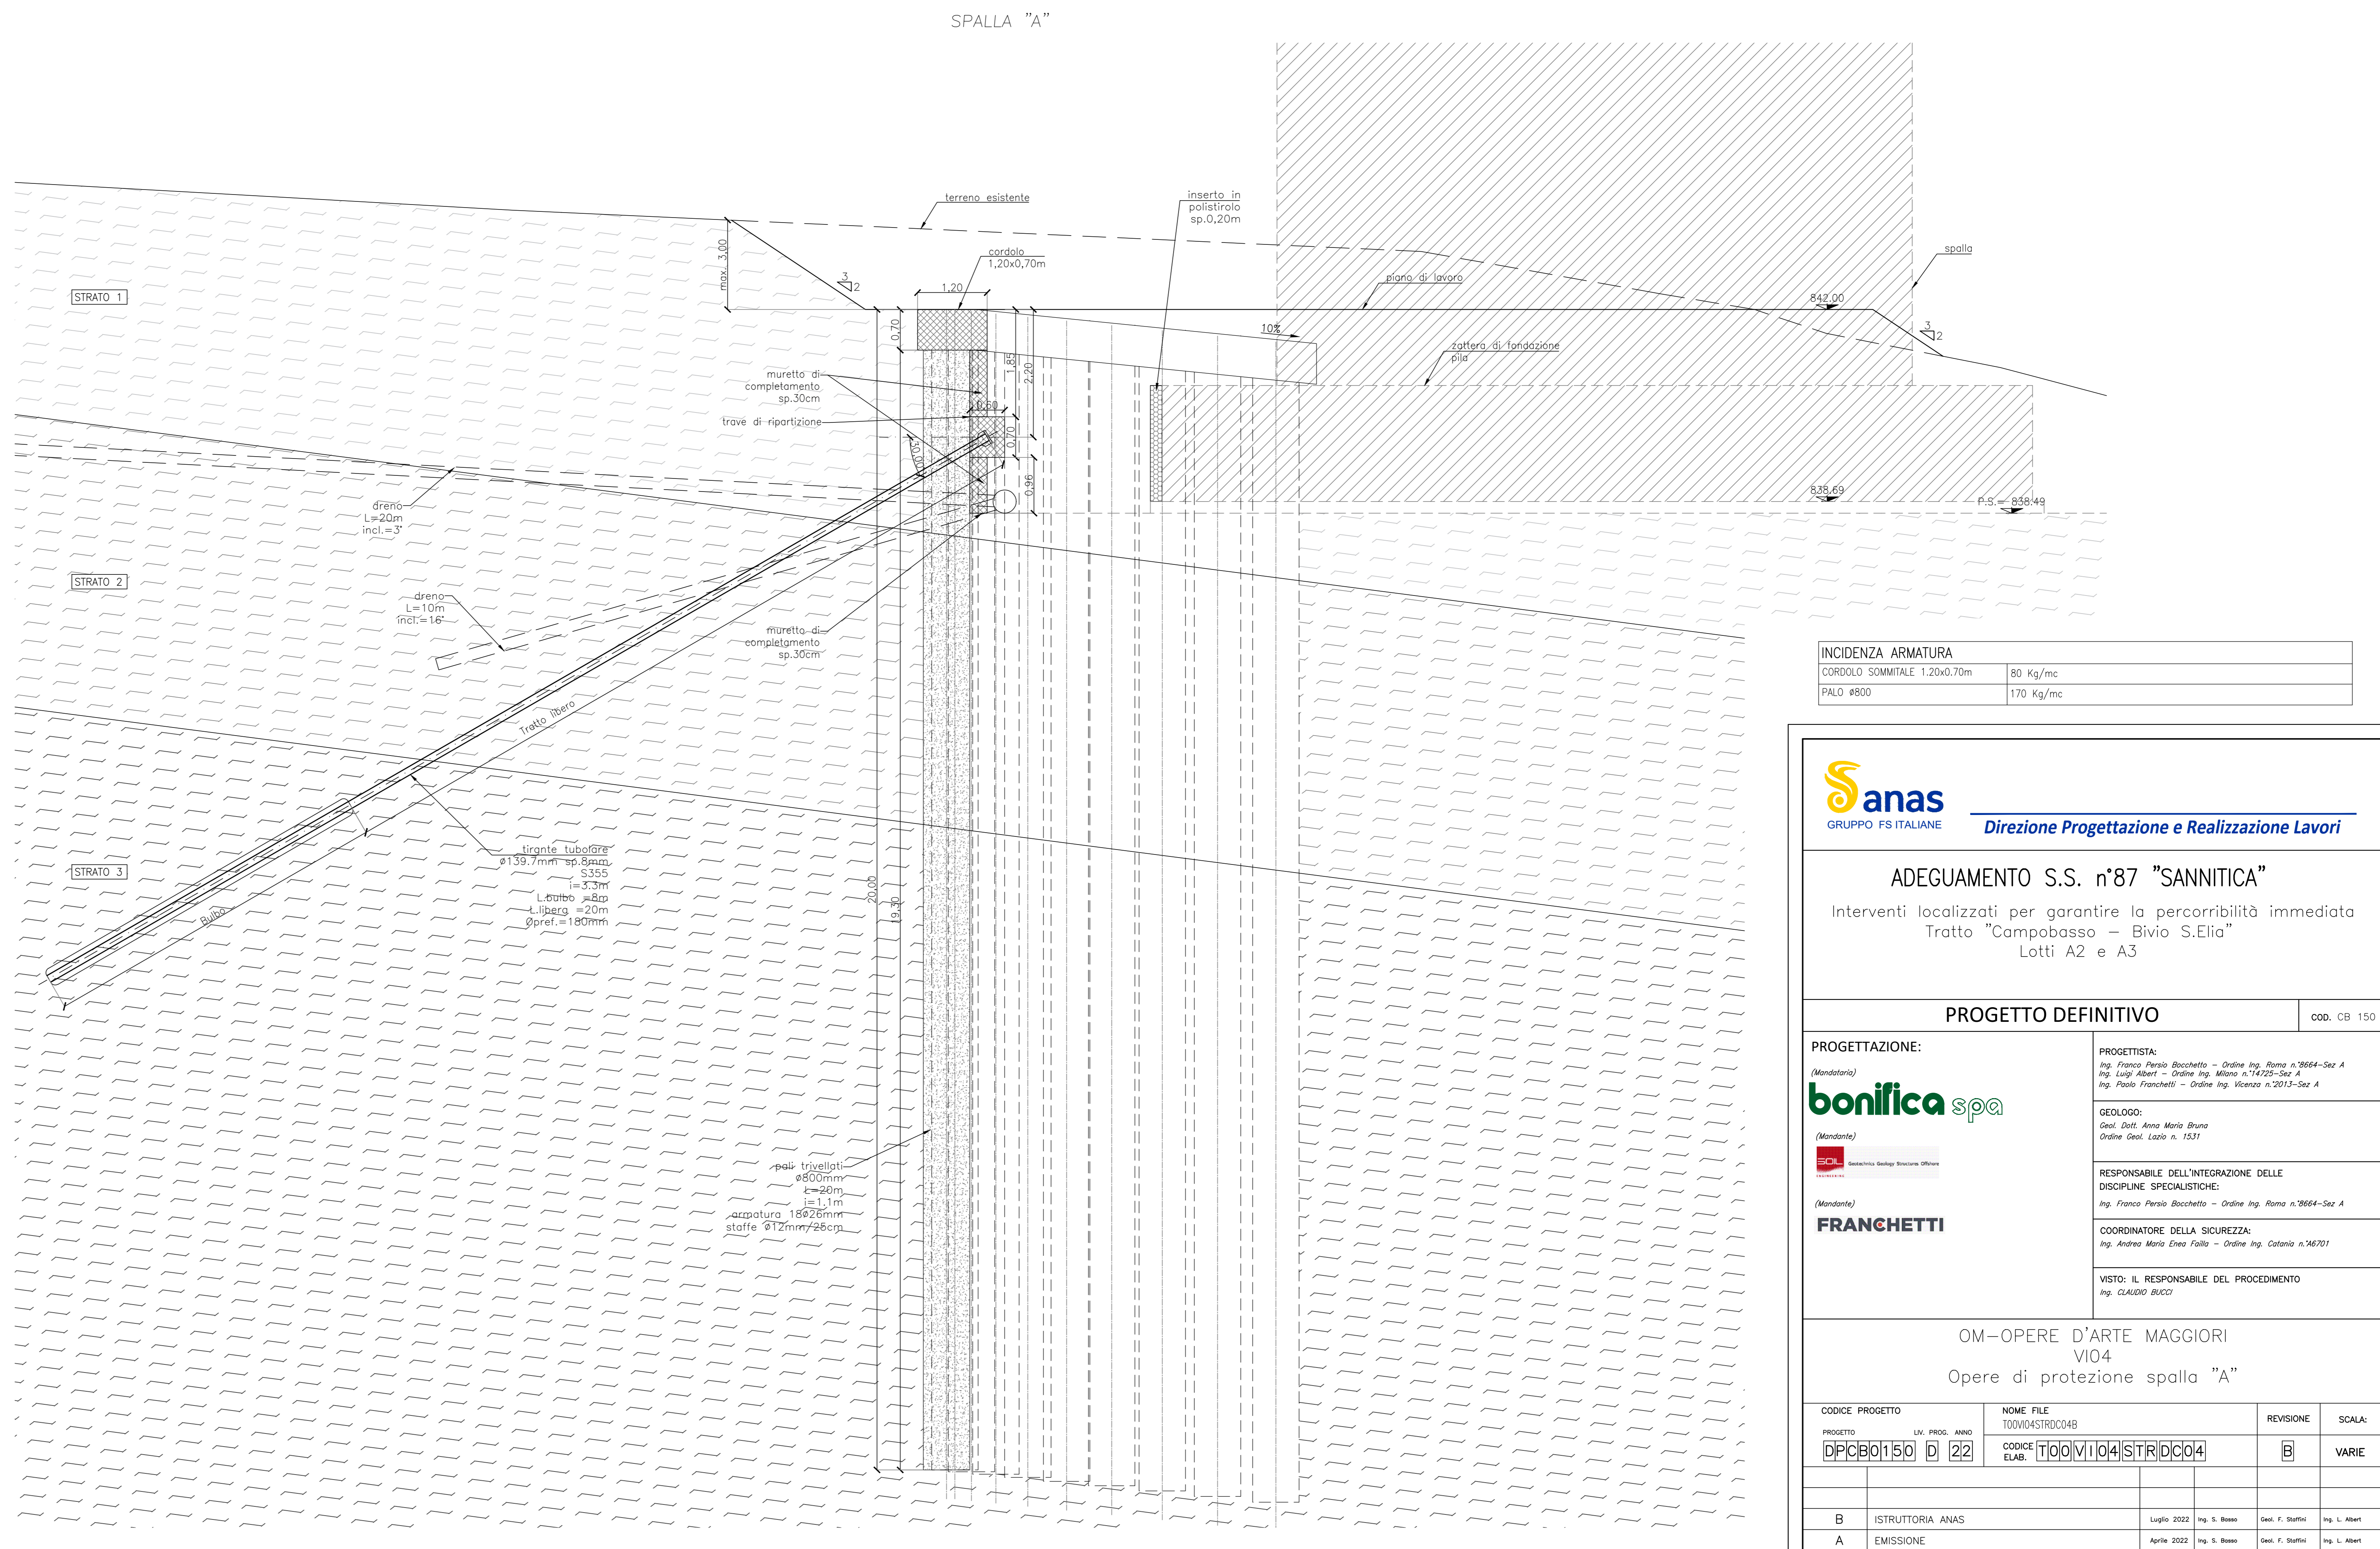 SPALLA "A"
terreno esistente
inserto in
polistirolo
sp.0,20m
spalla
max. 3,00
3
2
cordolo
1,20x0,70m
1,20
piano di lavoro
842.00
3
2
STRATO 1
0,70
10%
1,85
2,20
zattera di fondazione
pila
muretto di
completamento
sp.30cm
0,60
trave di ripartizione
0,70
30.00°
0,96
838.69
P.S.= 838.49
dreno
L=20m
incl.=3°
STRATO 2
dreno
L=10m
incl.=16°
muretto di
completamento
sp.30cm
Tratto libero
tirante tubolare
ø139.7mm sp.8mm
S355
i=3.3m
L.bulbo =8m
L.libera =20m
Øpref.=180mm
STRATO 3
Bulbo
20,00
19,30
pali trivellati
ø800mm
L=20m
i=1,1m
armatura 18ø26mm
staffe ø12mm/25cm
INCIDENZA ARMATURA
CORDOLO SOMMITALE 1.20x0.70m 80 Kg/mc
PALO ø800 170 Kg/mc
anas
GRUPPO FS ITALIANE
Direzione Progettazione e Realizzazione Lavori
ADEGUAMENTO S.S. n°87 "SANNITICA"
Interventi localizzati per garantire la percorribilità immediata
Tratto "Campobasso – Bivio S.Elia"
Lotti A2 e A3
PROGETTO DEFINITIVO
COD. CB 150
PROGETTAZIONE:
(Mandataria)
bonifica spa
(Mandante)
SOIL
ENGINEERING
Geotechnics Geology Structures Offshore
(Mandante)
FRANCHETTI
PROGETTISTA:
Ing. Franco Persio Bocchetto – Ordine Ing. Roma n.°8664–Sez A
Ing. Luigi Albert – Ordine Ing. Milano n.°14725–Sez A
Ing. Paolo Franchetti – Ordine Ing. Vicenza n.°2013–Sez A
GEOLOGO:
Geol. Dott. Anna Maria Bruna
Ordine Geol. Lazio n. 1531
RESPONSABILE DELL'INTEGRAZIONE DELLE
DISCIPLINE SPECIALISTICHE:
Ing. Franco Persio Bocchetto – Ordine Ing. Roma n.°8664–Sez A
COORDINATORE DELLA SICUREZZA:
Ing. Andrea Maria Enea Failla – Ordine Ing. Catania n.°A6701
VISTO: IL RESPONSABILE DEL PROCEDIMENTO
Ing. CLAUDIO BUCCI
OM–OPERE D'ARTE MAGGIORI
VI04
Opere di protezione spalla "A"
CODICE PROGETTO
PROGETTO LIV. PROG. ANNO
DPCB0150 D 22
NOME FILE
T00VI04STRDC04B
CODICE
ELAB.
T00VI04STRDC04
REVISIONE
B
SCALA:
VARIE
B ISTRUTTORIA ANAS Luglio 2022 Ing. S. Basso Geol. F. Staffini Ing. L. Albert
A EMISSIONE Aprile 2022 Ing. S. Basso Geol. F. Staffini Ing. L. Albert